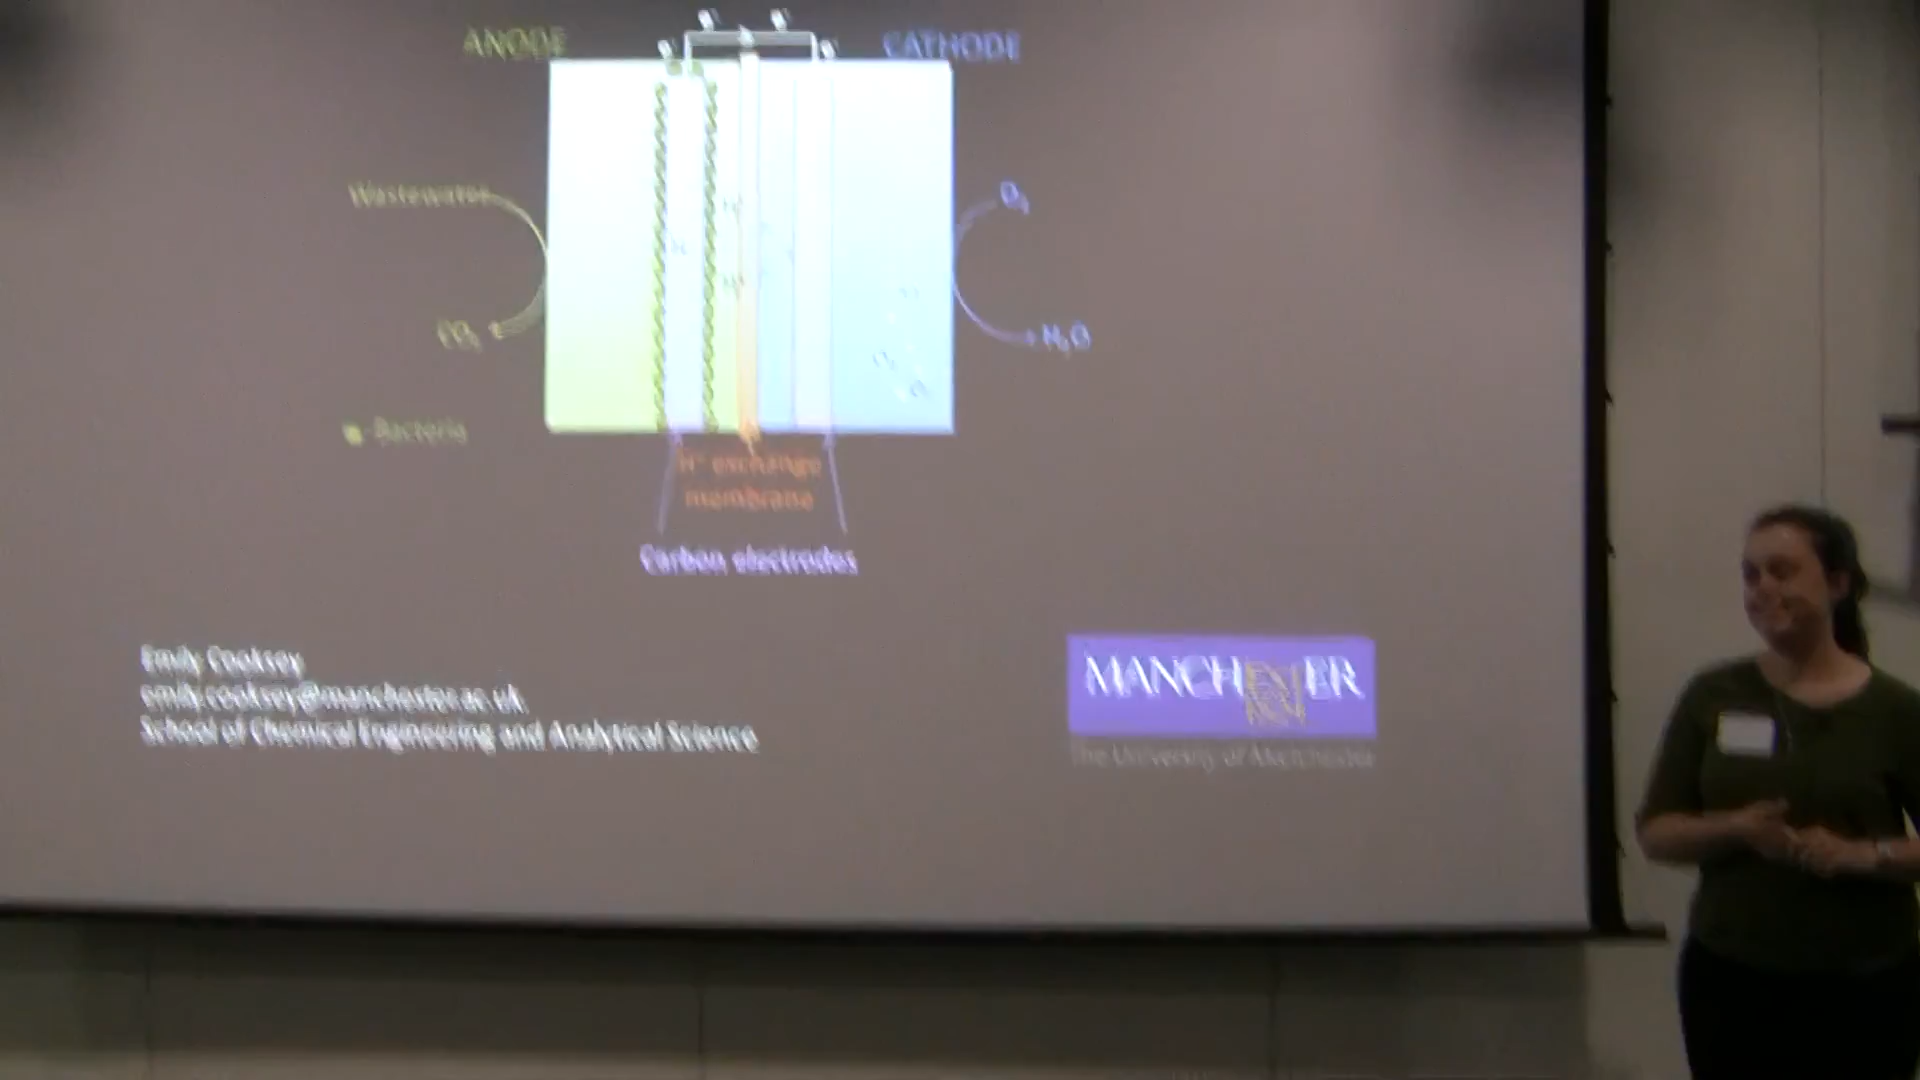 ANODE
CATHODE
Wastewater
O₂
H⁺
H⁺
CO₂
H₂O
Bacteria
H⁺ exchange
membrane
Carbon electrodes
Emily Cooksey
emily.cooksey@manchester.ac.uk
School of Chemical Engineering and Analytical Science
MANCHESTER
The University of Manchester